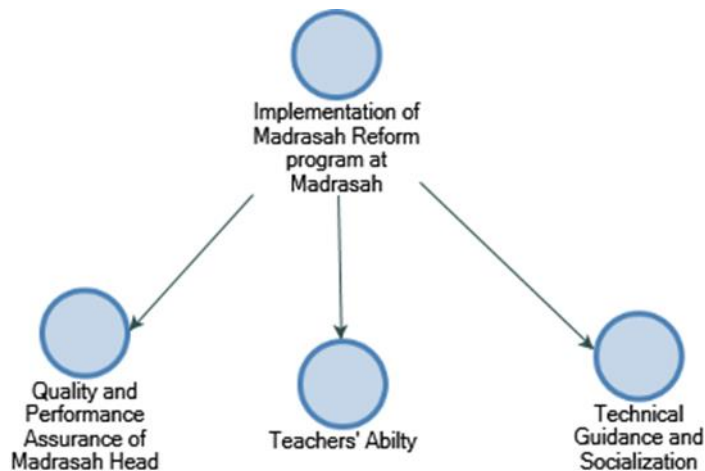 Implementation of
Madrasah Reform
program at
Madrasah
Quality and
Performance
Assurance of
Madrasah Head
Teachers' Abilty
Technical
Guidance and
Socialization